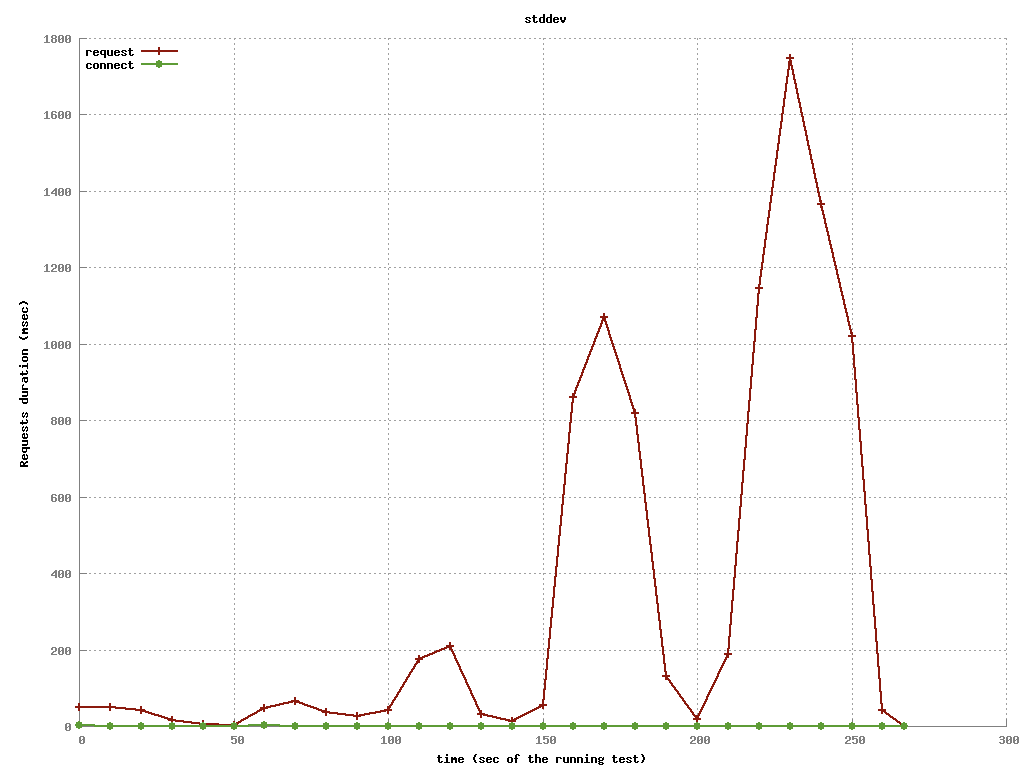 stddev
request
connect
1800
1600
1400
1200
1000
800
600
400
200
0
Requests duration (msec)
0 50 100 150 200 250 300
time (sec of the running test)